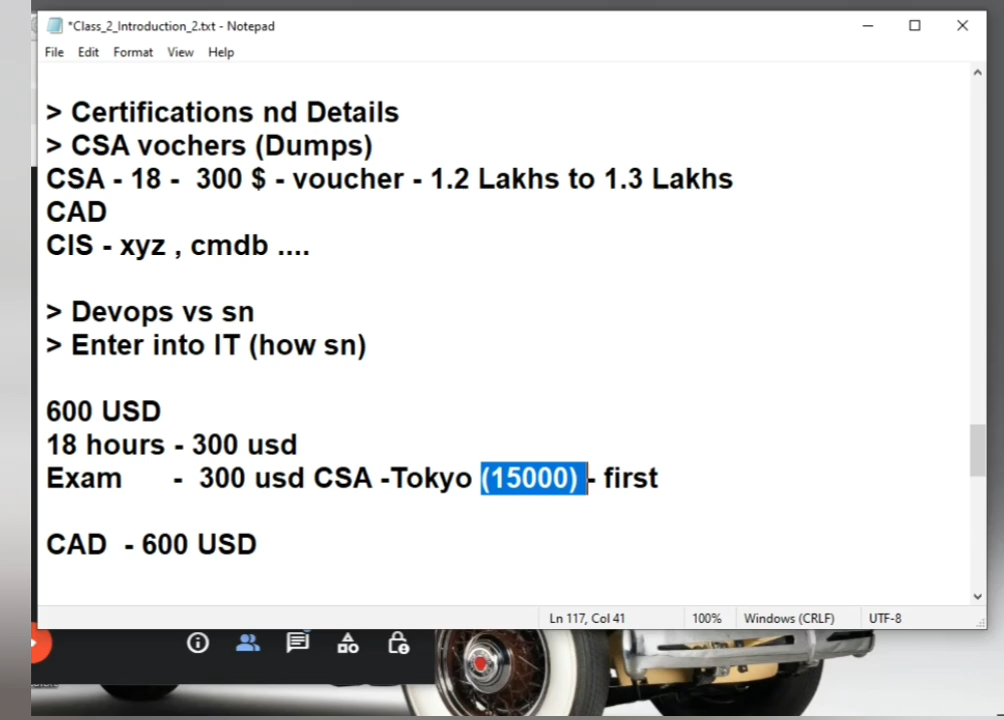 *Class_2_Introduction_2.txt - Notepad
File Edit Format View Help
> Certifications nd Details
> CSA vochers (Dumps)
CSA - 18 - 300 $ - voucher - 1.2 Lakhs to 1.3 Lakhs
CAD
CIS - xyz , cmdb ....
> Devops vs sn
> Enter into IT (how sn)
600 USD
18 hours - 300 usd
Exam - 300 usd CSA -Tokyo (15000) - first
CAD - 600 USD
Ln 117, Col 41 100% Windows (CRLF) UTF-8